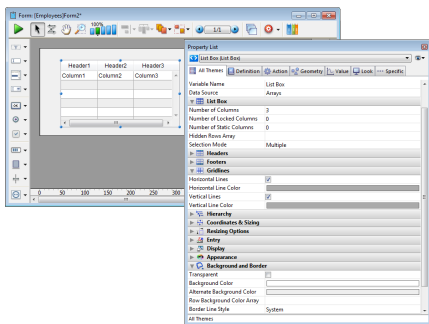 Form: [Employees]Form2*
100%
1/1
Header1 Header2 Header3
Column1 Column2 Column3
0 50 100 150 200 250 300
Property List
List Box (List Box)
All Themes Definition Action Geometry Value Look Specific
Variable Name List Box
Data Source Arrays
List Box
Number of Columns 3
Number of Locked Columns 0
Number of Static Columns 0
Hidden Rows Array
Selection Mode Multiple
Headers
Footers
Gridlines
Horizontal Lines
Horizontal Line Color
Vertical Lines
Vertical Line Color
Hierarchy
Coordinates & Sizing
Resizing Options
Entry
Display
Appearance
Background and Border
Transparent
Background Color
Alternate Background Color
Row Background Color Array
Border Line Style System
All Themes